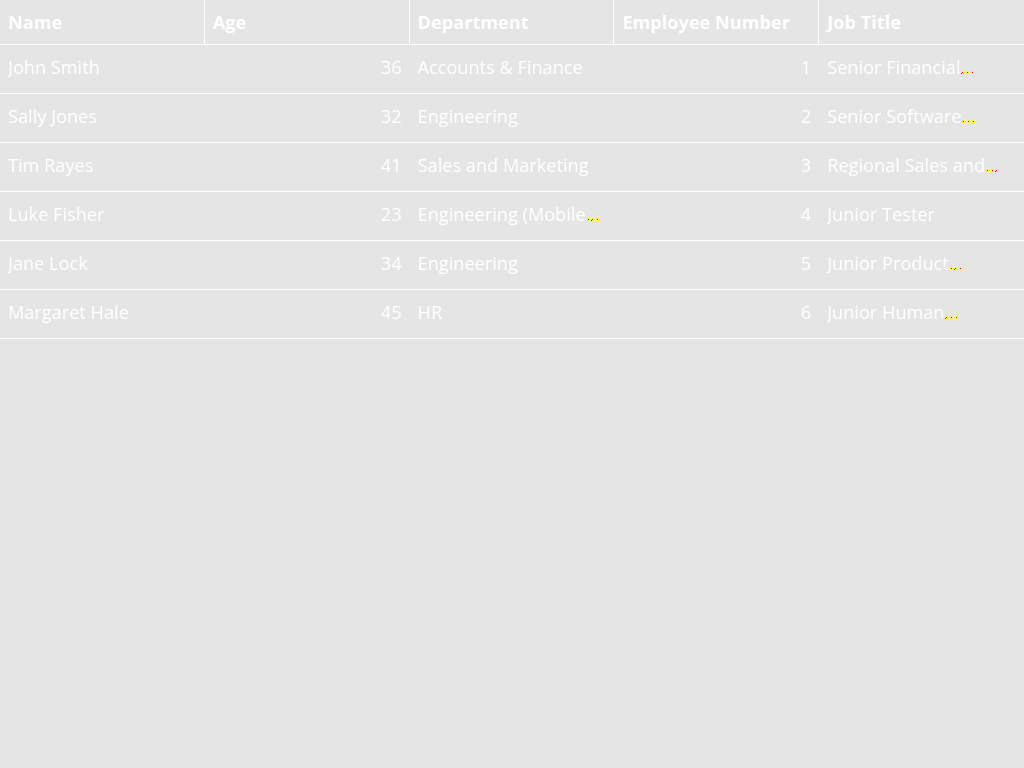 Name Age Department Employee Number Job Title
John Smith 36 Accounts & Finance 1 Senior Financial...
Sally Jones 32 Engineering 2 Senior Software...
Tim Rayes 41 Sales and Marketing 3 Regional Sales and...
Luke Fisher 23 Engineering (Mobile... 4 Junior Tester
Jane Lock 34 Engineering 5 Junior Product...
Margaret Hale 45 HR 6 Junior Human...